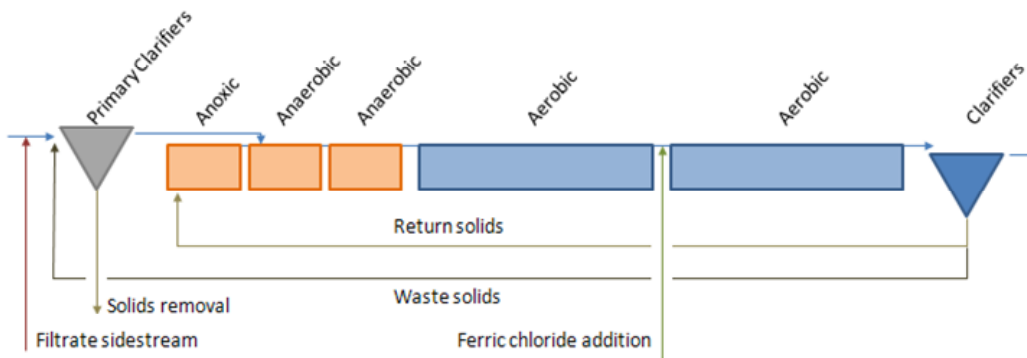 Primary Clarifiers
Anoxic
Anaerobic
Anaerobic
Aerobic
Aerobic
Clarifiers
Return solids
Waste solids
Solids removal
Filtrate sidestream
Ferric chloride addition